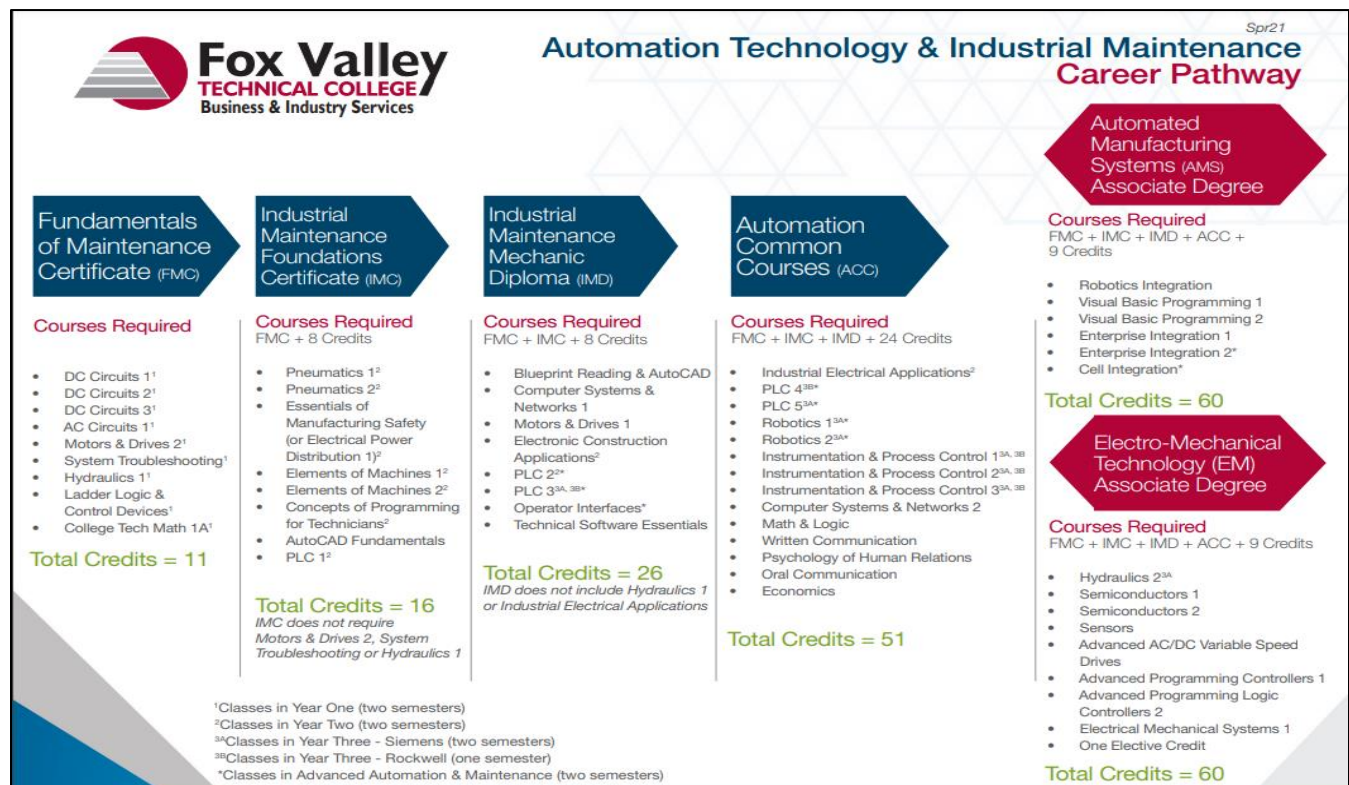 Fox Valley
TECHNICAL COLLEGE
Business & Industry Services
Spr21
Automation Technology & Industrial Maintenance
Career Pathway
Fundamentals
of Maintenance
Certificate (FMC)
Courses Required
• DC Circuits 1¹
• DC Circuits 2¹
• DC Circuits 3¹
• AC Circuits 1¹
• Motors & Drives 2¹
• System Troubleshooting¹
• Hydraulics 1¹
• Ladder Logic &
Control Devices¹
• College Tech Math 1A¹
Total Credits = 11
Industrial
Maintenance
Foundations
Certificate (IMC)
Courses Required
FMC + 8 Credits
• Pneumatics 1²
• Pneumatics 2²
• Essentials of
Manufacturing Safety
(or Electrical Power
Distribution 1)²
• Elements of Machines 1²
• Elements of Machines 2²
• Concepts of Programming
for Technicians²
• AutoCAD Fundamentals
• PLC 1²
Total Credits = 16
IMC does not require
Motors & Drives 2, System
Troubleshooting or Hydraulics 1
Industrial
Maintenance
Mechanic
Diploma (IMD)
Courses Required
FMC + IMC + 8 Credits
• Blueprint Reading & AutoCAD
• Computer Systems &
Networks 1
• Motors & Drives 1
• Electronic Construction
Applications²
• PLC 2²*
• PLC 3³ᴬ, ³ᴮ*
• Operator Interfaces*
• Technical Software Essentials
Total Credits = 26
IMD does not include Hydraulics 1
or Industrial Electrical Applications
Automation
Common
Courses (ACC)
Courses Required
FMC + IMC + IMD + 24 Credits
• Industrial Electrical Applications²
• PLC 4³ᴮ*
• PLC 5³ᴬ*
• Robotics 1³ᴬ*
• Robotics 2³ᴬ*
• Instrumentation & Process Control 1³ᴬ, ³ᴮ
• Instrumentation & Process Control 2³ᴬ, ³ᴮ
• Instrumentation & Process Control 3³ᴬ, ³ᴮ
• Computer Systems & Networks 2
• Math & Logic
• Written Communication
• Psychology of Human Relations
• Oral Communication
• Economics
Total Credits = 51
Automated
Manufacturing
Systems (AMS)
Associate Degree
Courses Required
FMC + IMC + IMD + ACC +
9 Credits
• Robotics Integration
• Visual Basic Programming 1
• Visual Basic Programming 2
• Enterprise Integration 1
• Enterprise Integration 2*
• Cell Integration*
Total Credits = 60
Electro-Mechanical
Technology (EM)
Associate Degree
Courses Required
FMC + IMC + IMD + ACC + 9 Credits
• Hydraulics 2³ᴬ
• Semiconductors 1
• Semiconductors 2
• Sensors
• Advanced AC/DC Variable Speed
Drives
• Advanced Programming Controllers 1
• Advanced Programming Logic
Controllers 2
• Electrical Mechanical Systems 1
• One Elective Credit
Total Credits = 60
¹Classes in Year One (two semesters)
²Classes in Year Two (two semesters)
³ᴬClasses in Year Three - Siemens (two semesters)
³ᴮClasses in Year Three - Rockwell (one semester)
*Classes in Advanced Automation & Maintenance (two semesters)